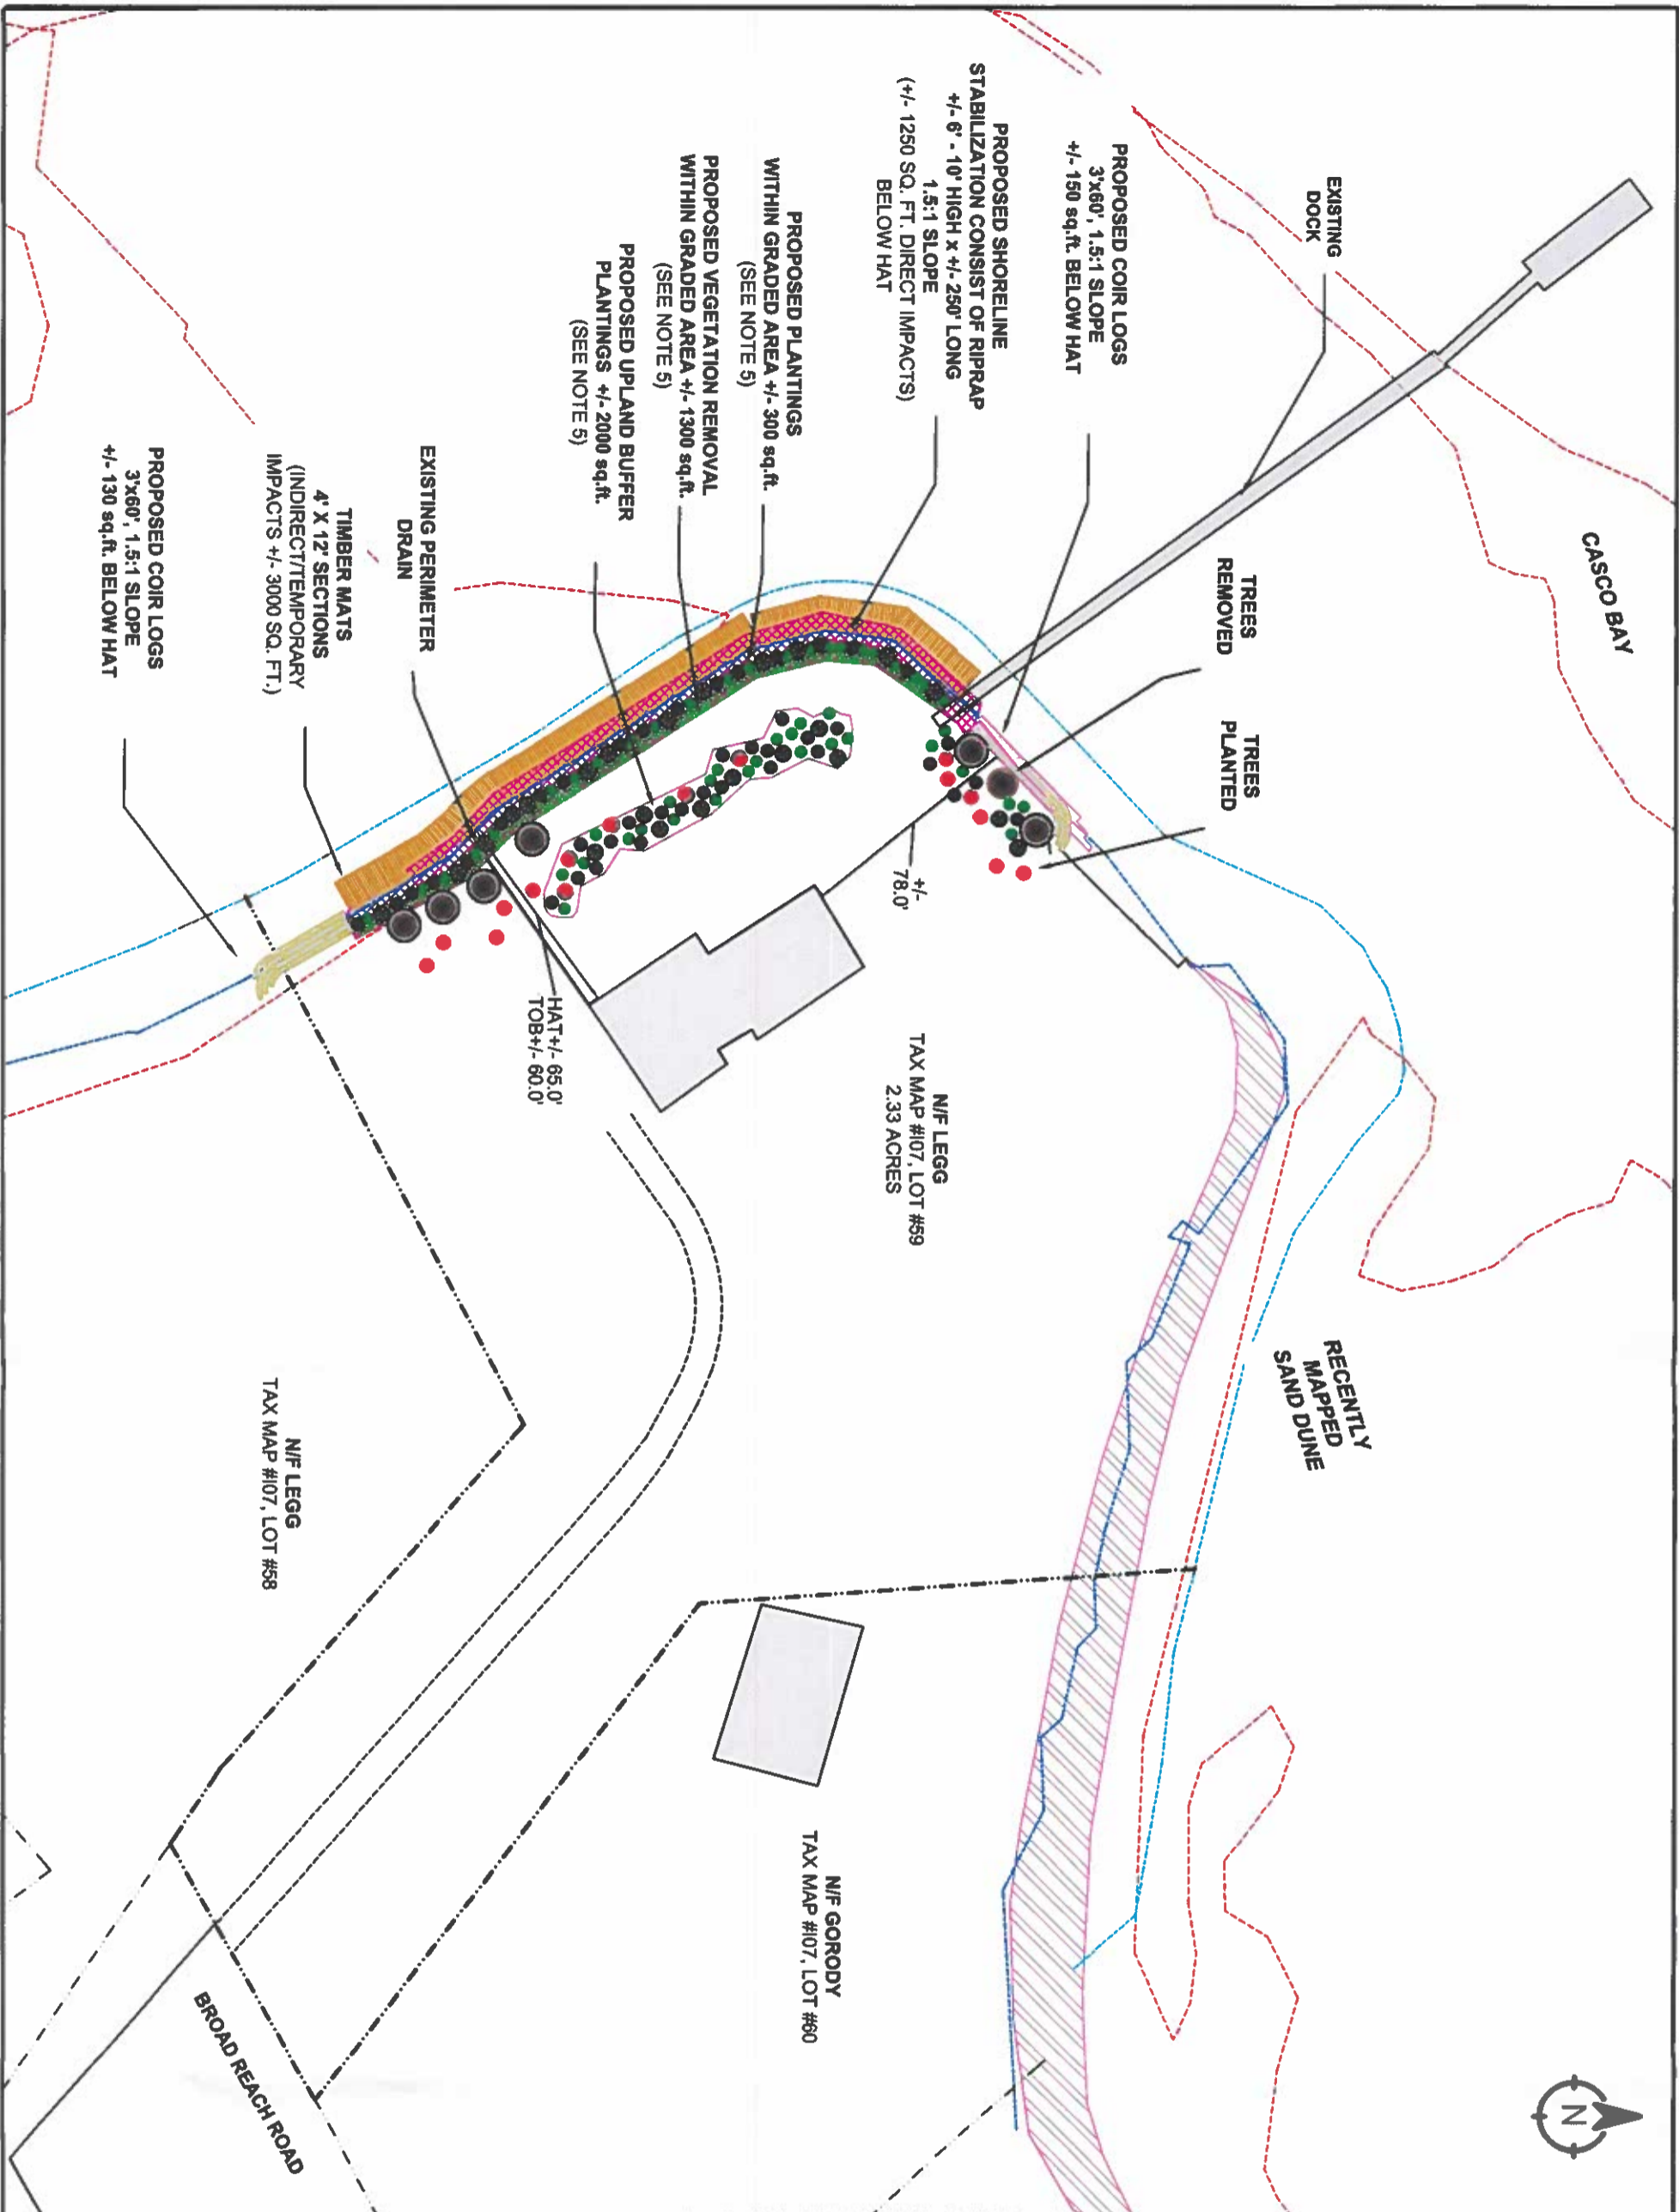 CASCO BAY
EXISTING
DOCK
PROPOSED COIR LOGS
3'x60', 1.5:1 SLOPE
+/- 150 sq.ft. BELOW HAT
PROPOSED SHORELINE
STABILIZATION CONSIST OF RIPRAP
+/- 6' - 10' HIGH x +/- 250' LONG
1.5:1 SLOPE
(+/- 1250 SQ. FT. DIRECT IMPACTS)
BELOW HAT
PROPOSED PLANTINGS
WITHIN GRADED AREA +/- 300 sq.ft.
(SEE NOTE 5)
PROPOSED VEGETATION REMOVAL
WITHIN GRADED AREA +/- 1300 sq.ft.
(SEE NOTE 5)
PROPOSED UPLAND BUFFER
PLANTINGS +/- 2000 sq.ft.
(SEE NOTE 5)
EXISTING PERIMETER
DRAIN
TIMBER MATS
4' X 12' SECTIONS
(INDIRECT/TEMPORARY
IMPACTS +/- 3000 SQ. FT.)
PROPOSED COIR LOGS
3'x60', 1.5:1 SLOPE
+/- 130 sq.ft. BELOW HAT
TREES
REMOVED
TREES
PLANTED
+/-
78.0'
HAT+/- 65.0'
TOB+/- 60.0'
N/F LEGG
TAX MAP #I07, LOT #59
2.33 ACRES
RECENTLY
MAPPED
SAND DUNE
N/F LEGG
TAX MAP #I07, LOT #58
N/F GORODY
TAX MAP #I07, LOT #60
BROAD REACH ROAD
N